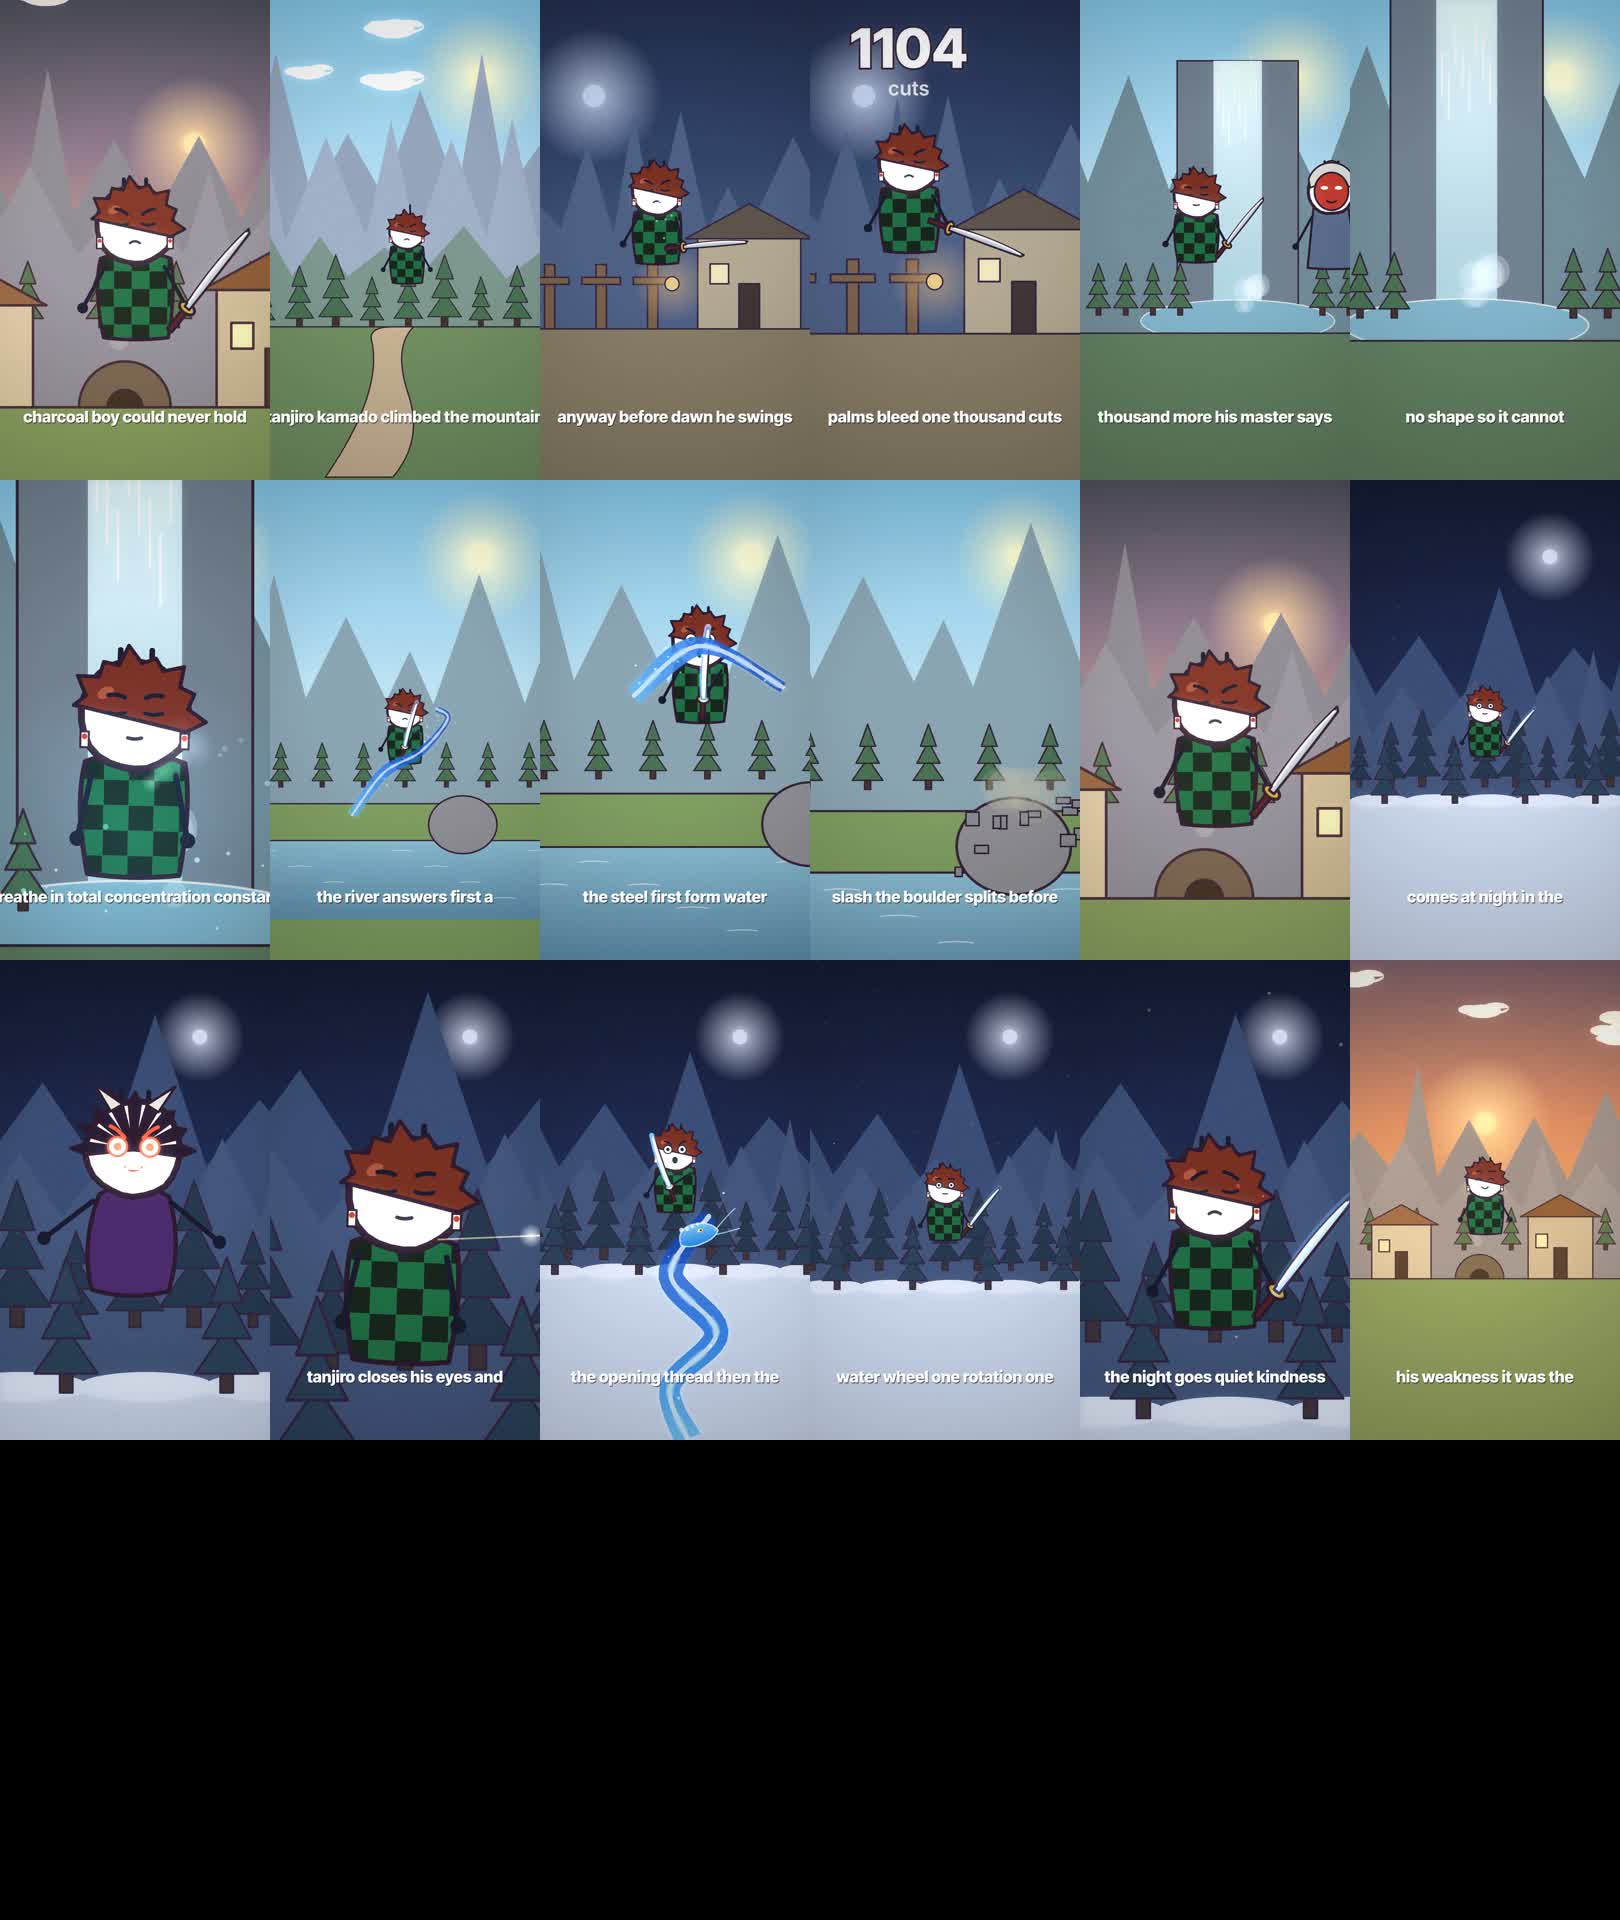 charcoal boy could never hold
tanjiro kamado climbed the mountain
anyway before dawn he swings
1104
cuts
palms bleed one thousand cuts
thousand more his master says
no shape so it cannot
reathe in total concentration constan
the river answers first a
the steel first form water
slash the boulder splits before
comes at night in the
tanjiro closes his eyes and
the opening thread then the
water wheel one rotation one
the night goes quiet kindness
his weakness it was the